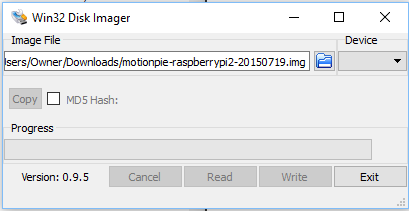 Win32 Disk Imager
Image File
Device
sers/Owner/Downloads/motionpie-raspberrypi2-20150719.img
Copy
MD5 Hash:
Progress
Version: 0.9.5
Cancel
Read
Write
Exit